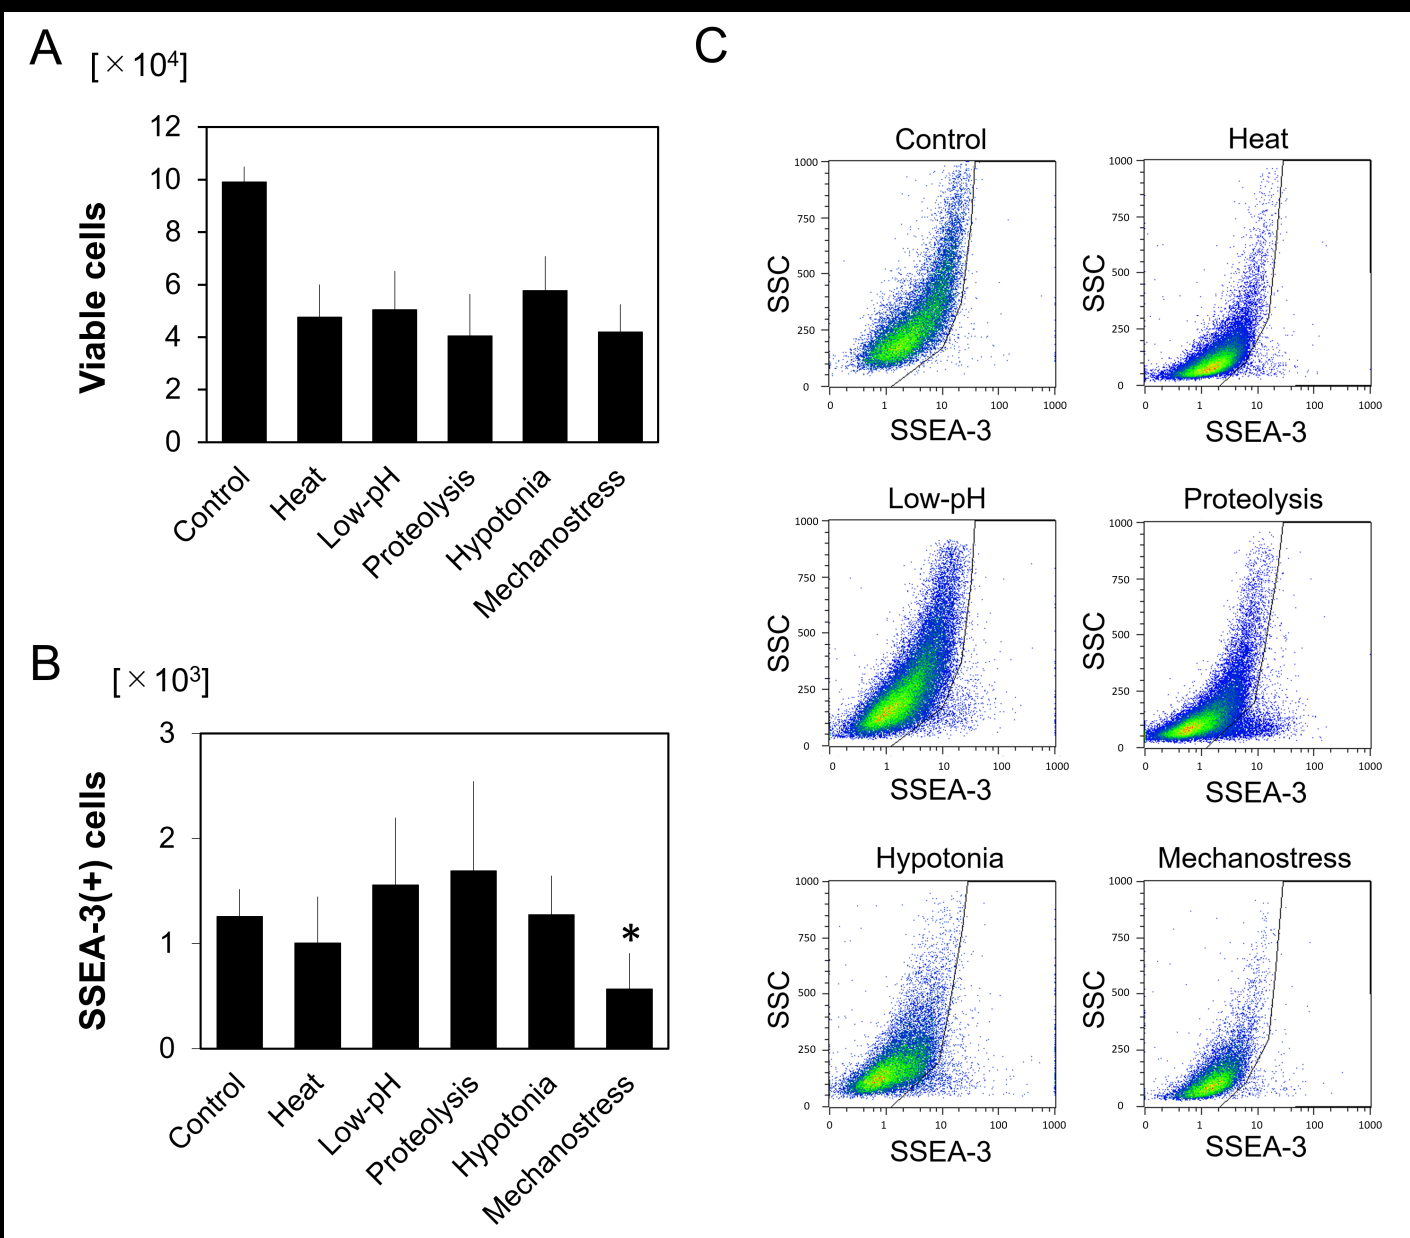 A
[×10⁴]
12
10
8
6
4
2
0
Viable cells
Control
Heat
Low-pH
Proteolysis
Hypotonia
Mechanostress
B
[×10³]
3
2
1
0
SSEA-3(+) cells
Control
Heat
Low-pH
Proteolysis
Hypotonia
Mechanostress
*
C
Control
1000
750
500
250
0
SSC
0 1 10 100 1000
SSEA-3
Heat
1000
750
500
250
0
SSC
0 1 10 100 1000
SSEA-3
Low-pH
1000
750
500
250
0
SSC
0 1 10 100 1000
SSEA-3
Proteolysis
1000
750
500
250
0
SSC
0 1 10 100 1000
SSEA-3
Hypotonia
1000
750
500
250
0
SSC
0 1 10 100 1000
SSEA-3
Mechanostress
1000
750
500
250
0
SSC
0 1 10 100 1000
SSEA-3